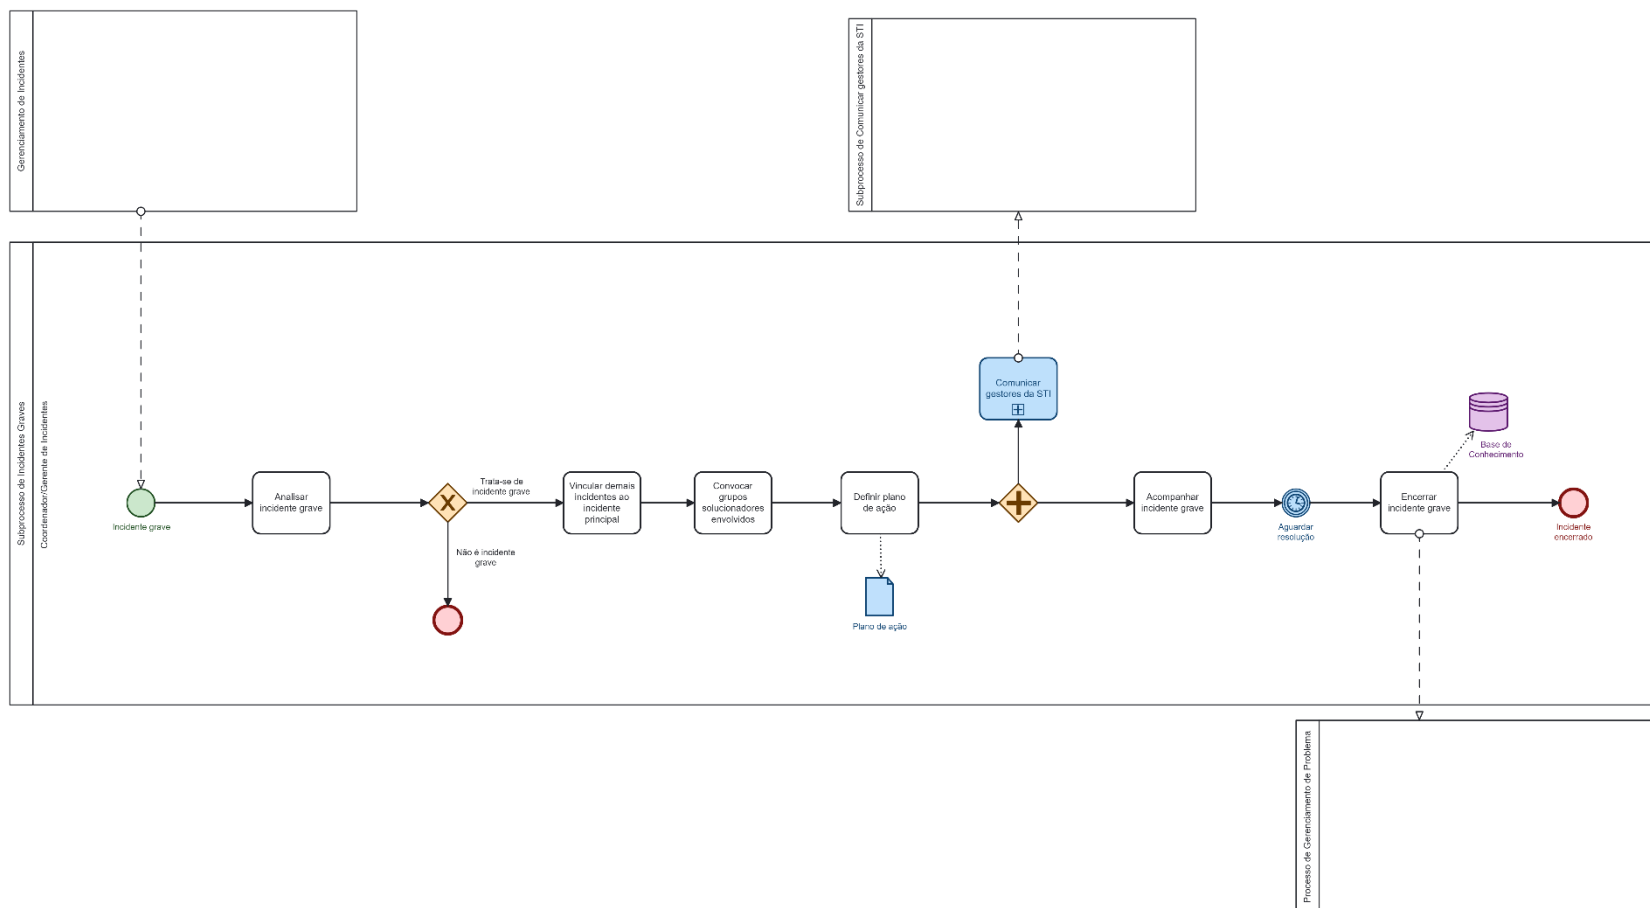 Gerenciamento de Incidentes
Subprocesso de Comunicar gestores da STI
Subprocesso de Incidentes Graves
Coordenador/Gerente de Incidentes
Comunicar
gestores da STI
Base de
Conhecimento
Incidente grave
Analisar
incidente grave
Trata-se de
incidente grave
Não é incidente
grave
Vincular demais
incidentes ao
incidente
principal
Convocar
grupos
solucionadores
envolvidos
Definir plano
de ação
Plano de ação
Acompanhar
incidente grave
Aguardar
resolução
Encerrar
incidente grave
Incidente
encerrado
Processo de Gerenciamento de Problema